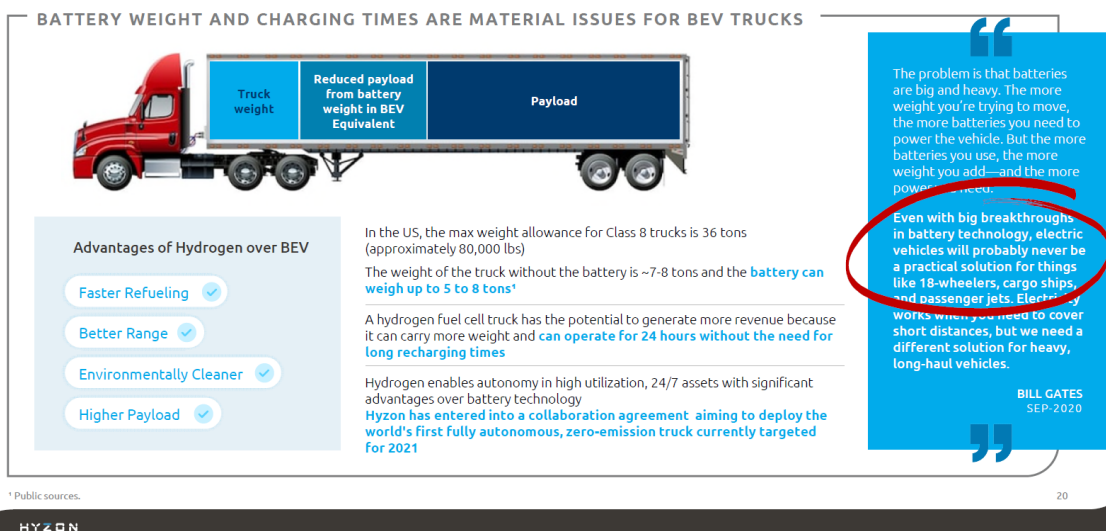 BATTERY WEIGHT AND CHARGING TIMES ARE MATERIAL ISSUES FOR BEV TRUCKS
Truck
weight
Reduced payload
from battery
weight in BEV
Equivalent
Payload
Advantages of Hydrogen over BEV
Faster Refueling
Better Range
Environmentally Cleaner
Higher Payload
In the US, the max weight allowance for Class 8 trucks is 36 tons
(approximately 80,000 lbs)
The weight of the truck without the battery is ~7-8 tons and the battery can
weigh up to 5 to 8 tons¹
A hydrogen fuel cell truck has the potential to generate more revenue because
it can carry more weight and can operate for 24 hours without the need for
long recharging times
Hydrogen enables autonomy in high utilization, 24/7 assets with significant
advantages over battery technology
Hyzon has entered into a collaboration agreement aiming to deploy the
world's first fully autonomous, zero-emission truck currently targeted
for 2021
“
The problem is that batteries
are big and heavy. The more
weight you’re trying to move,
the more batteries you need to
power the vehicle. But the more
batteries you use, the more
weight you add—and the more
power you need.
Even with big breakthroughs
in battery technology, electric
vehicles will probably never be
a practical solution for things
like 18-wheelers, cargo ships,
and passenger jets. Electricity
works when you need to cover
short distances, but we need a
different solution for heavy,
long-haul vehicles.
BILL GATES
SEP-2020
”
¹ Public sources.
20
HYZON